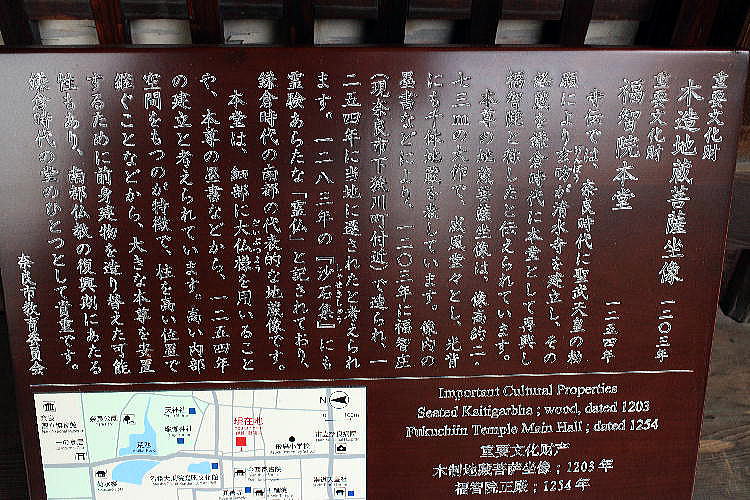 重要文化財
木造地蔵菩薩坐像 一二〇三年
重要文化財
福智院本堂 一二五四年
寺伝では、奈良時代に聖武天皇の勅
願により玄昉が清水寺を建立し、その
後院を鎌倉時代に本堂として再興し
福智院と称したと伝えられています。
本尊の地蔵菩薩坐像は、像高約二・
七三mの大作で、威風堂々とし、光背
にも千体地蔵を表しています。像内の
墨書などにより、一二〇三年に福智庄
(現奈良市下狭川町付近)で造られ、一
二五四年に当地に遷されたと考えられ
ます。一二八三年の『沙石集』にも
霊験あらたな「霊仏」と記されており、
鎌倉時代の南都の代表的な地蔵像です。
本堂は、細部に大仏様を用いること
や、本尊の墨書などから、一二五四年
の建立と考えられています。高い内部
空間をもつのが特徴で、柱を高い位置で
継ぐことなどから、大きな本尊を安置
するために前身建物を造り替えた可能
性もあり、南都仏教の復興期にあたる
鎌倉時代の堂のひとつとして貴重です。
奈良市教育委員会
Important Cultural Properties
Seated Ksitigarbha ; wood, dated 1203
Fukuchiin Temple Main Hall ; dated 1254
重要文化财产
木制地藏菩萨坐像 ; 1203 年
福智院正殿 ; 1254 年
N
現在地
天神社
荒池